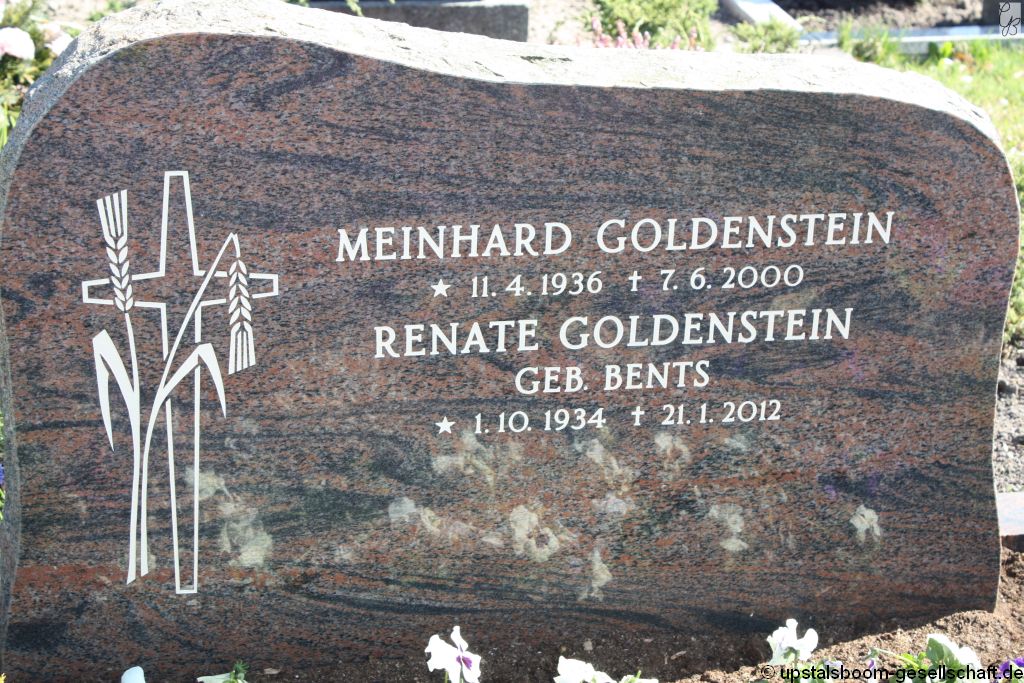 MEINHARD GOLDENSTEIN
★ 11. 4. 1936 ✝ 7. 6. 2000
RENATE GOLDENSTEIN
GEB. BENTS
★ 1. 10. 1934 ✝ 21. 1. 2012
© upstalsboom-gesellschaft.de